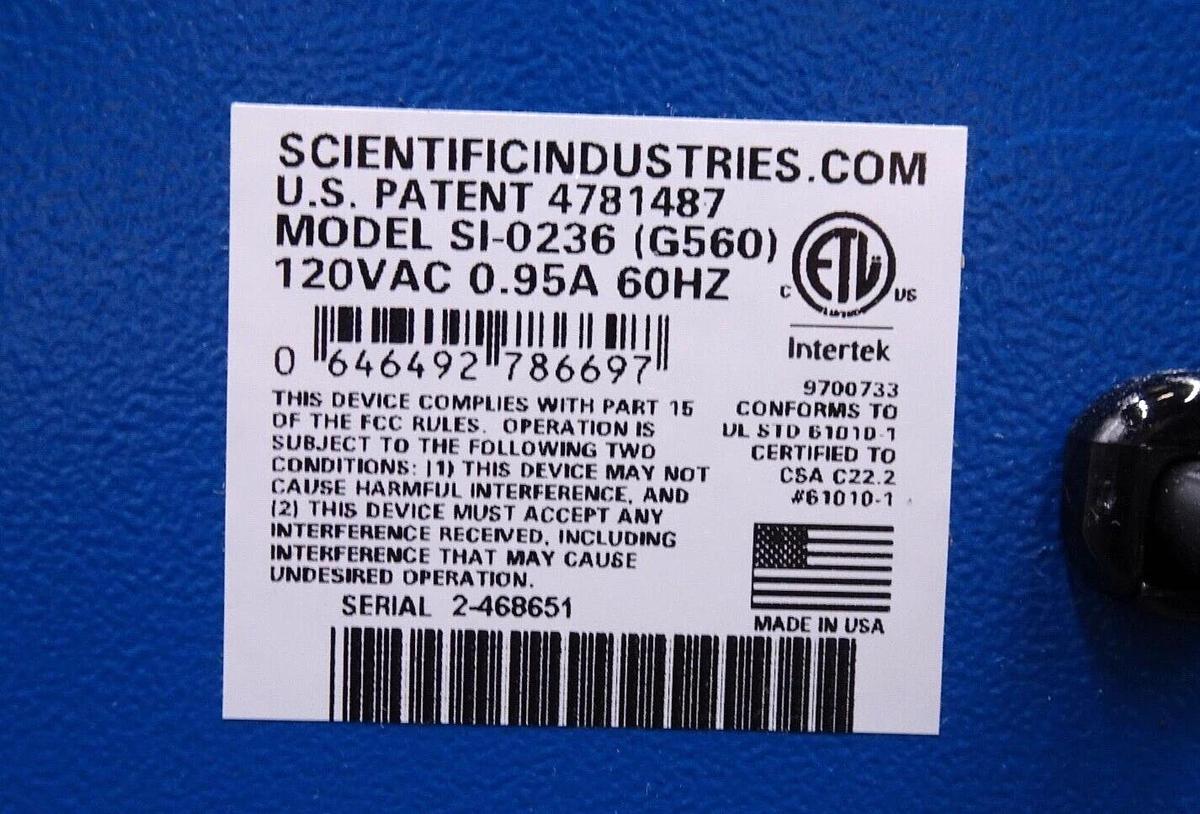 SCIENTIFICINDUSTRIES.COM
U.S. PATENT 4781487
MODEL SI-0236 (G560)
120VAC 0.95A 60HZ
0 646492 786697
THIS DEVICE COMPLIES WITH PART 15
OF THE FCC RULES. OPERATION IS
SUBJECT TO THE FOLLOWING TWO
CONDITIONS: (1) THIS DEVICE MAY NOT
CAUSE HARMFUL INTERFERENCE, AND
(2) THIS DEVICE MUST ACCEPT ANY
INTERFERENCE RECEIVED, INCLUDING
INTERFERENCE THAT MAY CAUSE
UNDESIRED OPERATION.
SERIAL 2-468651
ETL
C US
LISTED
Intertek
9700733
CONFORMS TO
UL STD 61010-1
CERTIFIED TO
CSA C22.2
#61010-1
MADE IN USA